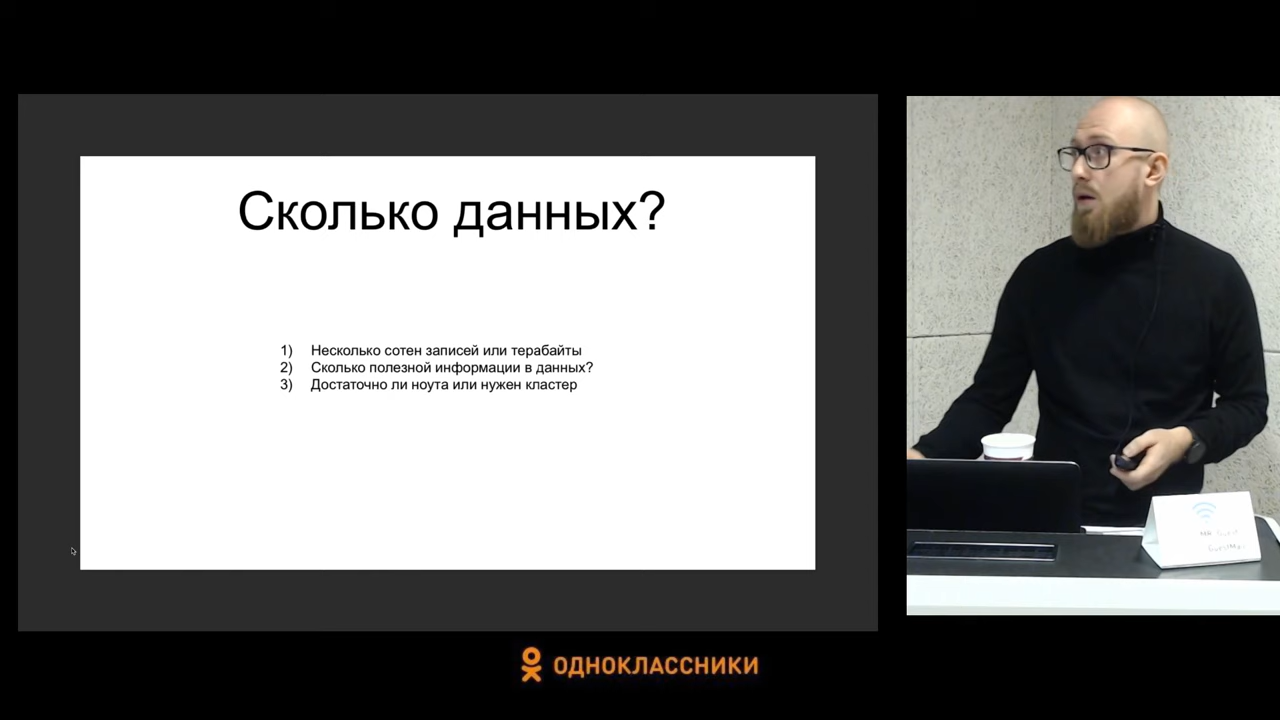 Сколько данных?
1) Несколько сотен записей или терабайты
2) Сколько полезной информации в данных?
3) Достаточно ли ноута или нужен кластер
ОДНОКЛАССНИКИ